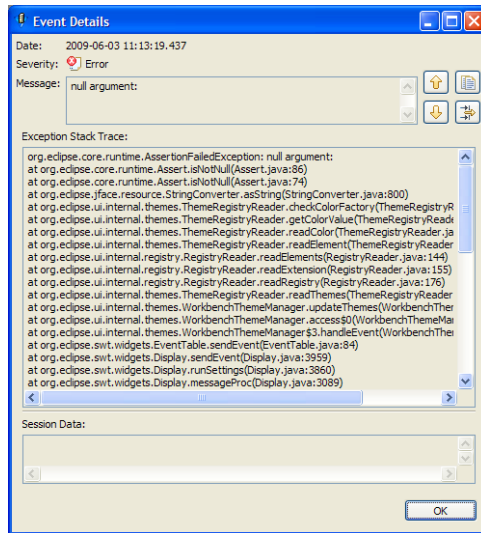 Event Details
Date: 2009-06-03 11:13:19.437
Severity: Error
Message: null argument:
Exception Stack Trace:
org.eclipse.core.runtime.AssertionFailedException: null argument:
at org.eclipse.core.runtime.Assert.isNotNull(Assert.java:86)
at org.eclipse.core.runtime.Assert.isNotNull(Assert.java:74)
at org.eclipse.jface.resource.StringConverter.asString(StringConverter.java:800)
at org.eclipse.ui.internal.themes.ThemeRegistryReader.checkColorFactory(ThemeRegistryR
at org.eclipse.ui.internal.themes.ThemeRegistryReader.getColorValue(ThemeRegistryReade
at org.eclipse.ui.internal.themes.ThemeRegistryReader.readColor(ThemeRegistryReader.ja
at org.eclipse.ui.internal.themes.ThemeRegistryReader.readElement(ThemeRegistryReader
at org.eclipse.ui.internal.registry.RegistryReader.readElements(RegistryReader.java:144)
at org.eclipse.ui.internal.registry.RegistryReader.readExtension(RegistryReader.java:155)
at org.eclipse.ui.internal.registry.RegistryReader.readRegistry(RegistryReader.java:176)
at org.eclipse.ui.internal.themes.ThemeRegistryReader.readThemes(ThemeRegistryReader
at org.eclipse.ui.internal.themes.WorkbenchThemeManager.updateThemes(WorkbenchTher
at org.eclipse.ui.internal.themes.WorkbenchThemeManager.access$0(WorkbenchThemeMar
at org.eclipse.ui.internal.themes.WorkbenchThemeManager$3.handleEvent(WorkbenchTher
at org.eclipse.swt.widgets.EventTable.sendEvent(EventTable.java:84)
at org.eclipse.swt.widgets.Display.sendEvent(Display.java:3959)
at org.eclipse.swt.widgets.Display.runSettings(Display.java:3860)
at org.eclipse.swt.widgets.Display.messageProc(Display.java:3089)
Session Data:
OK